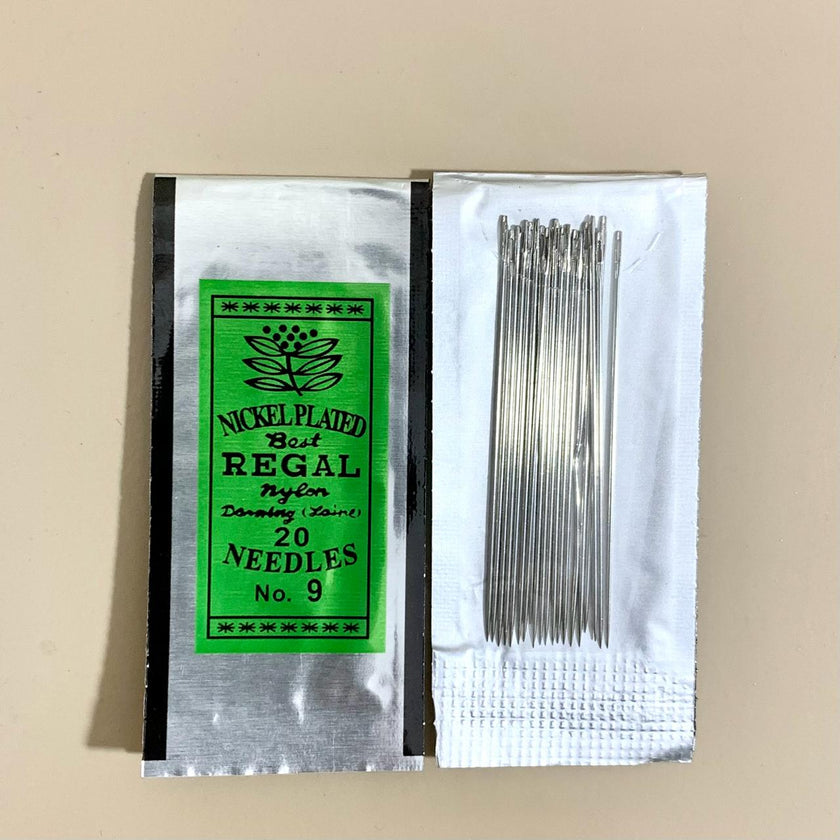 NICKEL PLATED
Best
REGAL
Nylon
Darning (Laine)
20
NEEDLES
No. 9